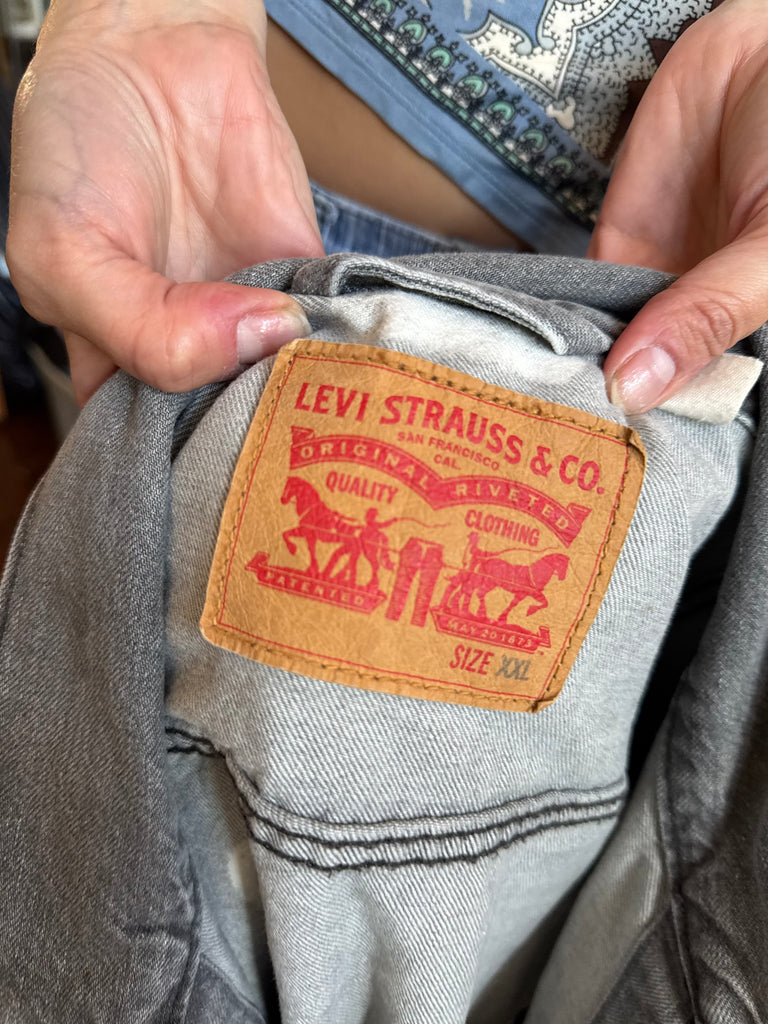 LEVI STRAUSS & CO.
SAN FRANCISCO
CAL.
ORIGINAL RIVETED
QUALITY CLOTHING
PATENTED MAY 20 1873
SIZE XXL